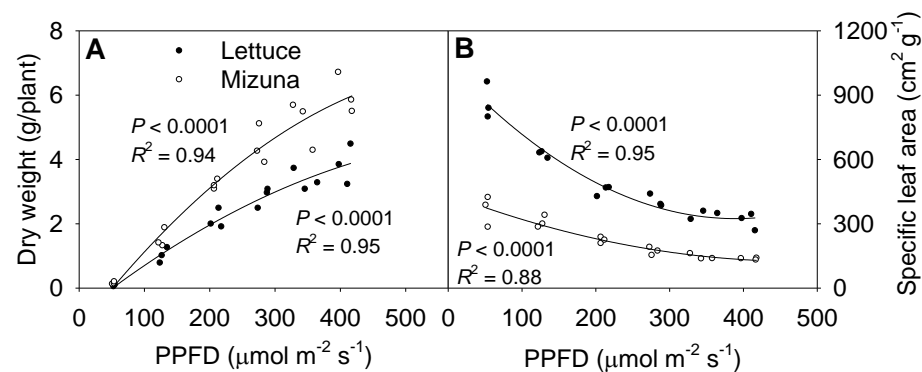 A
Lettuce
Mizuna
P < 0.0001
R² = 0.94
P < 0.0001
R² = 0.95
Dry weight (g/plant)
8
6
4
2
0
0 100 200 300 400 500
PPFD (μmol m⁻² s⁻¹)
B
P < 0.0001
R² = 0.95
P < 0.0001
R² = 0.88
Specific leaf area (cm² g⁻¹)
1200
900
600
300
0
0 100 200 300 400 500
PPFD (μmol m⁻² s⁻¹)